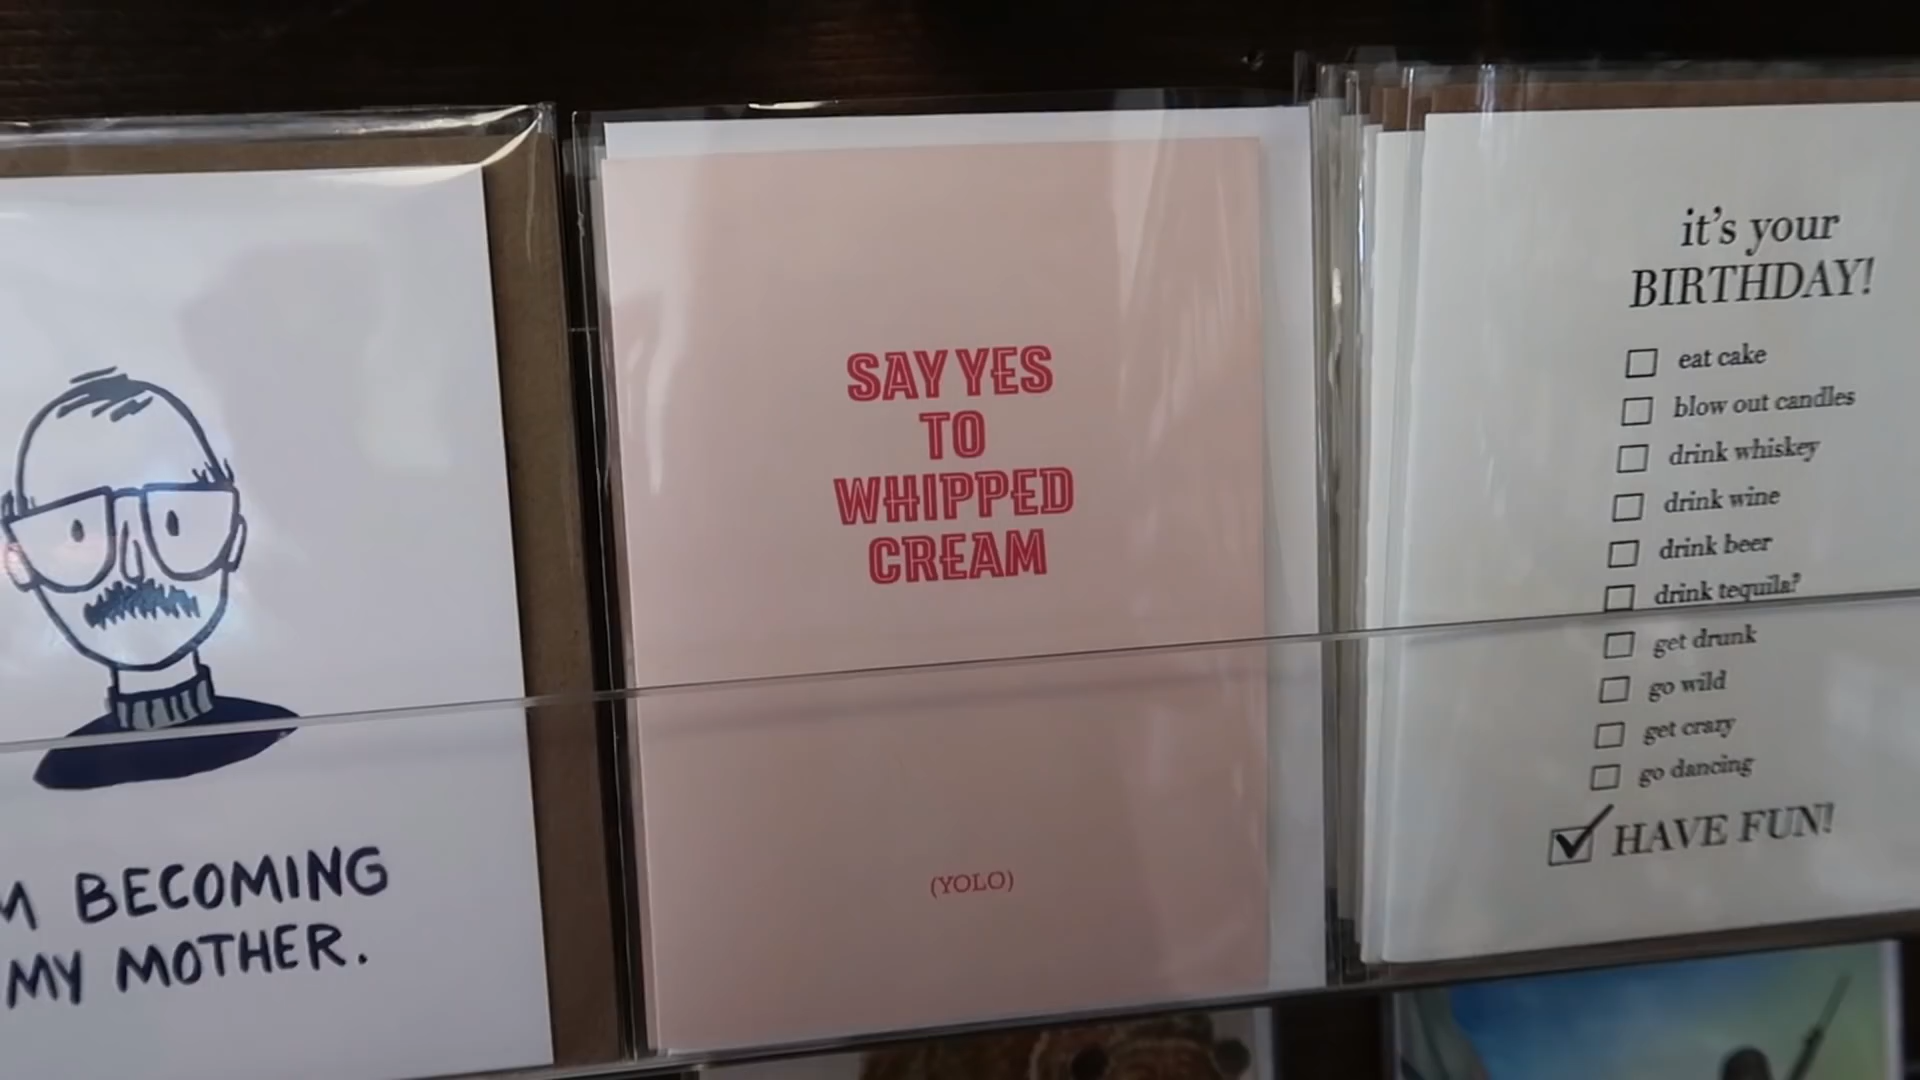 M BECOMING
MY MOTHER.
SAY YES
TO
WHIPPED
CREAM
(YOLO)
it's your
BIRTHDAY!
eat cake
blow out candles
drink whiskey
drink wine
drink beer
drink tequila?
get drunk
go wild
get crazy
go dancing
HAVE FUN!